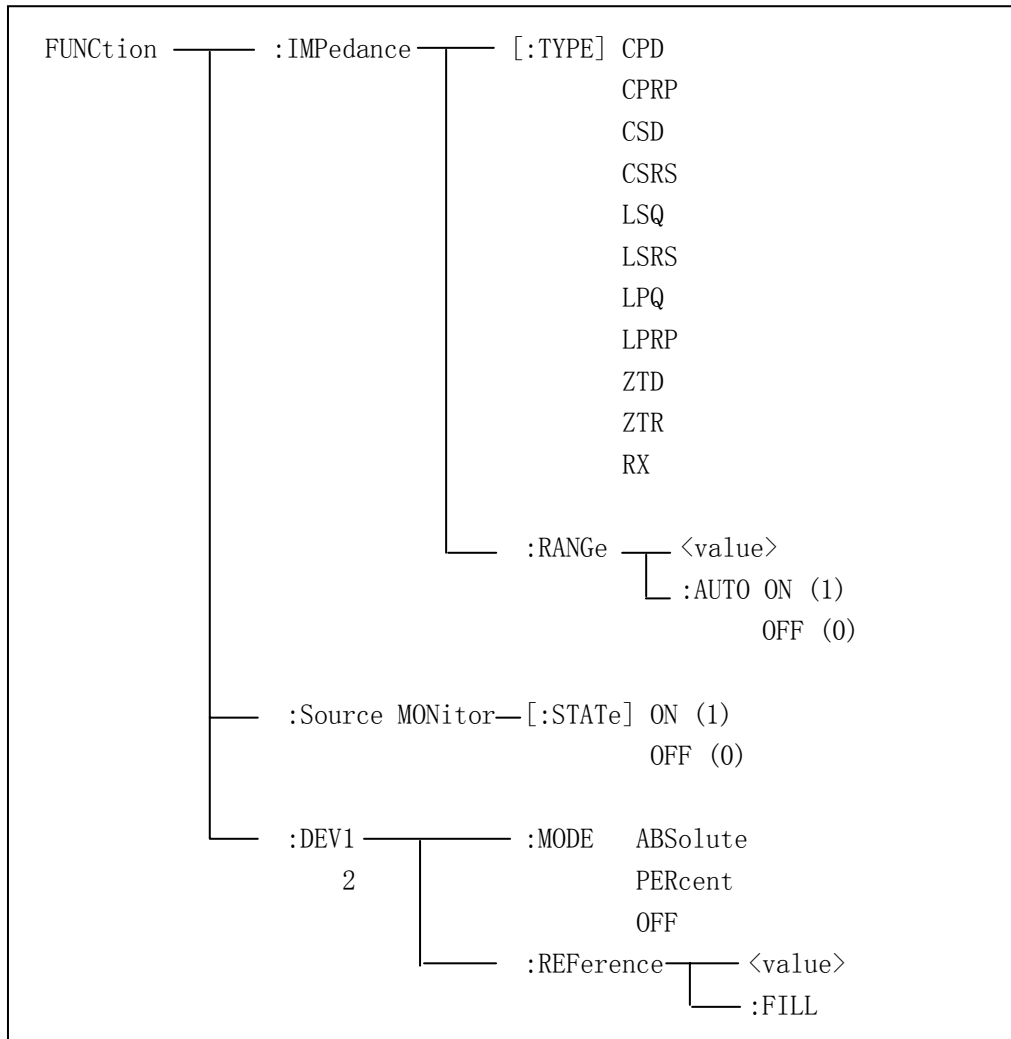 FUNCtion :IMPedance [:TYPE] CPD
CPRP
CSD
CSRS
LSQ
LSRS
LPQ
LPRP
ZTD
ZTR
RX
:RANGe <value>
:AUTO ON (1)
OFF (0)
:Source MONitor [:STATe] ON (1)
OFF (0)
:DEV1 :MODE ABSolute
2 PERcent
OFF
:REFerence <value>
:FILL